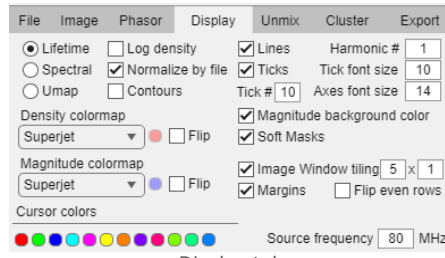 File Image Phasor Display Unmix Cluster Export
Lifetime Log density Lines Harmonic # 1
Spectral Normalize by file Ticks Tick font size 10
Umap Contours Tick # 10 Axes font size 14
Density colormap Magnitude background color
Superjet Flip Soft Masks
Magnitude colormap Image Window tiling 5 x 1
Superjet Flip Margins Flip even rows
Cursor colors
Source frequency 80 MHz